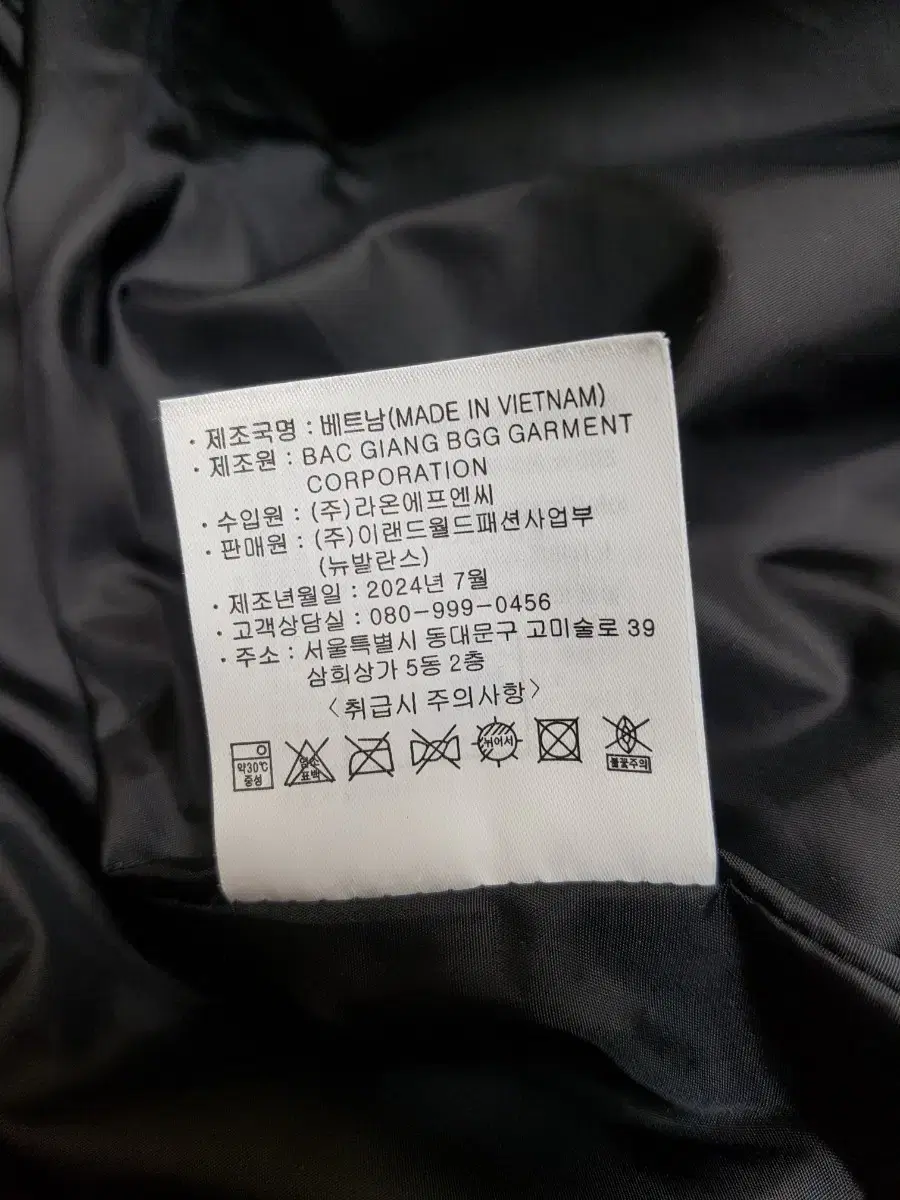 · 제조국명 : 베트남(MADE IN VIETNAM)
· 제조원 : BAC GIANG BGG GARMENT
CORPORATION
· 수입원 : (주)라온에프엔씨
· 판매원 : (주)이랜드월드패션사업부
(뉴발란스)
· 제조년월일 : 2024년 7월
· 고객상담실 : 080-999-0456
· 주소 : 서울특별시 동대문구 고미술로 39
삼희상가 5동 2층
<취급시 주의사항>
약30℃
중성
염소
표백
뉘어서
불꽃주의